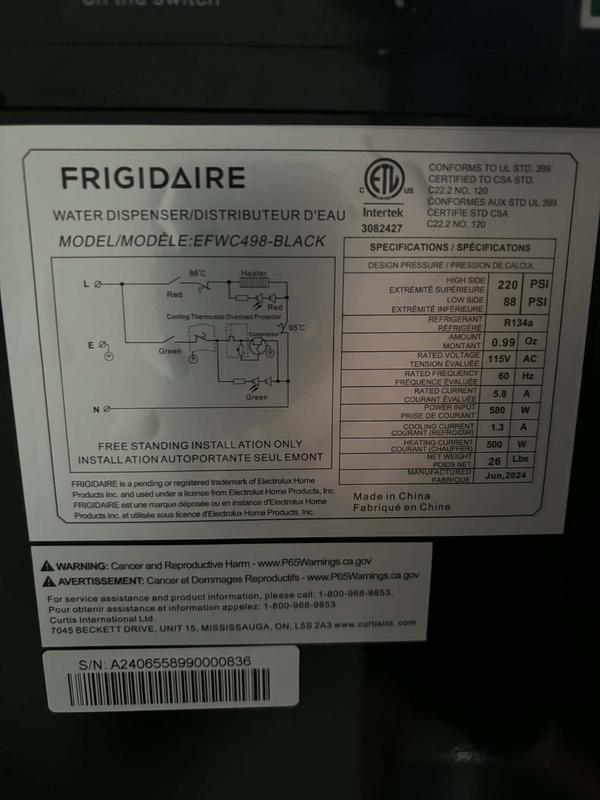 on the switch
FRIGIDAIRE
WATER DISPENSER/DISTRIBUTEUR D'EAU
MODEL/MODÈLE:EFWC498-BLACK
L
86℃
Heater
Red
Red
Cooling Thermostat Overload Protector
95℃
Compressor
E
Green
Green
N
FREE STANDING INSTALLATION ONLY
INSTALLATION AUTOPORTANTE SEULEMONT
FRIGIDAIRE is a pending or registered trademark of Electrolux Home
Products Inc. and used under a license from Electrolux Home Products, Inc.
FRIGIDAIRE est une marque déposée ou en instance d'Electrolux Home
Products Inc. et utilisée sous licence d'Electrolux Home Products, Inc.
C ETL US
Intertek
3082427
CONFORMS TO UL STD. 399
CERTIFIED TO CSA STD.
C22.2 NO. 120
CONFORMES AUX STD UL 399
CERTIFIE STD CSA
C22.2 NO. 120
SPECIFICATIONS / SPÉCIFICATONS
DESIGN PRESSURE / PRESSION DE CALCUL
HIGH SIDE
EXTRÉMITÉ SUPÉRIEURE 220 PSI
LOW SIDE
EXTRÉMITÉ INFÉRIEURE 88 PSI
REFRIGERANT
RÉFRIGÉRÉ R134a
AMOUNT
MONTANT 0.99 Oz
RATED VOLTAGE
TENSION ÉVALUÉE 115V AC
RATED FREQUENCY
FRÉQUENCE ÉVALUÉE 60 Hz
RATED CURRENT
COURANT ÉVALUÉE 5.8 A
POWER INPUT
PRISE DE COURANT 580 W
COOLING CURRENT
COURANT (REFROIDIR) 1.3 A
HEATING CURRENT
COURANT (CHAUFFER) 500 W
NET WEIGHT
POIDS NET 26 Lbs
MANUFACTURED
FABRIQUÉ Jun,2024
Made in China
Fabriqué en Chine
WARNING: Cancer and Reproductive Harm - www.P65Warnings.ca.gov
AVERTISSEMENT: Cancer et Dommages Reproductifs - www.P65Warnings.ca.gov
For service assistance and product information, please call: 1-800-968-9853.
Pour obtenir assistance et information appelez: 1-800-968-9853.
Curtis International Ltd.
7045 BECKETT DRIVE, UNIT 15, MISSISSAUGA, ON, L5S 2A3 www.curtisint.com
S/N: A2406558990000836